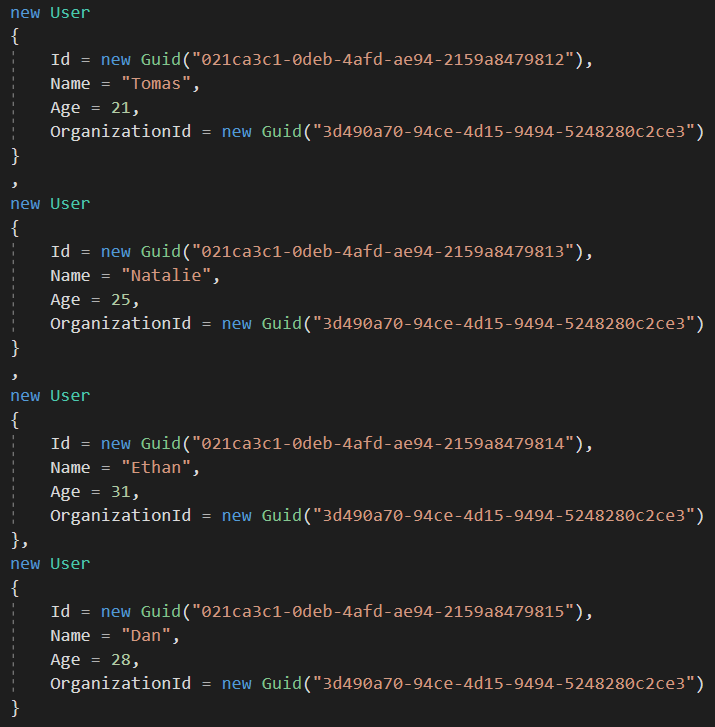 new User
{
    Id = new Guid("021ca3c1-0deb-4afd-ae94-2159a8479812"),
    Name = "Tomas",
    Age = 21,
    OrganizationId = new Guid("3d490a70-94ce-4d15-9494-5248280c2ce3")
}
,
new User
{
    Id = new Guid("021ca3c1-0deb-4afd-ae94-2159a8479813"),
    Name = "Natalie",
    Age = 25,
    OrganizationId = new Guid("3d490a70-94ce-4d15-9494-5248280c2ce3")
}
,
new User
{
    Id = new Guid("021ca3c1-0deb-4afd-ae94-2159a8479814"),
    Name = "Ethan",
    Age = 31,
    OrganizationId = new Guid("3d490a70-94ce-4d15-9494-5248280c2ce3")
},
new User
{
    Id = new Guid("021ca3c1-0deb-4afd-ae94-2159a8479815"),
    Name = "Dan",
    Age = 28,
    OrganizationId = new Guid("3d490a70-94ce-4d15-9494-5248280c2ce3")
}